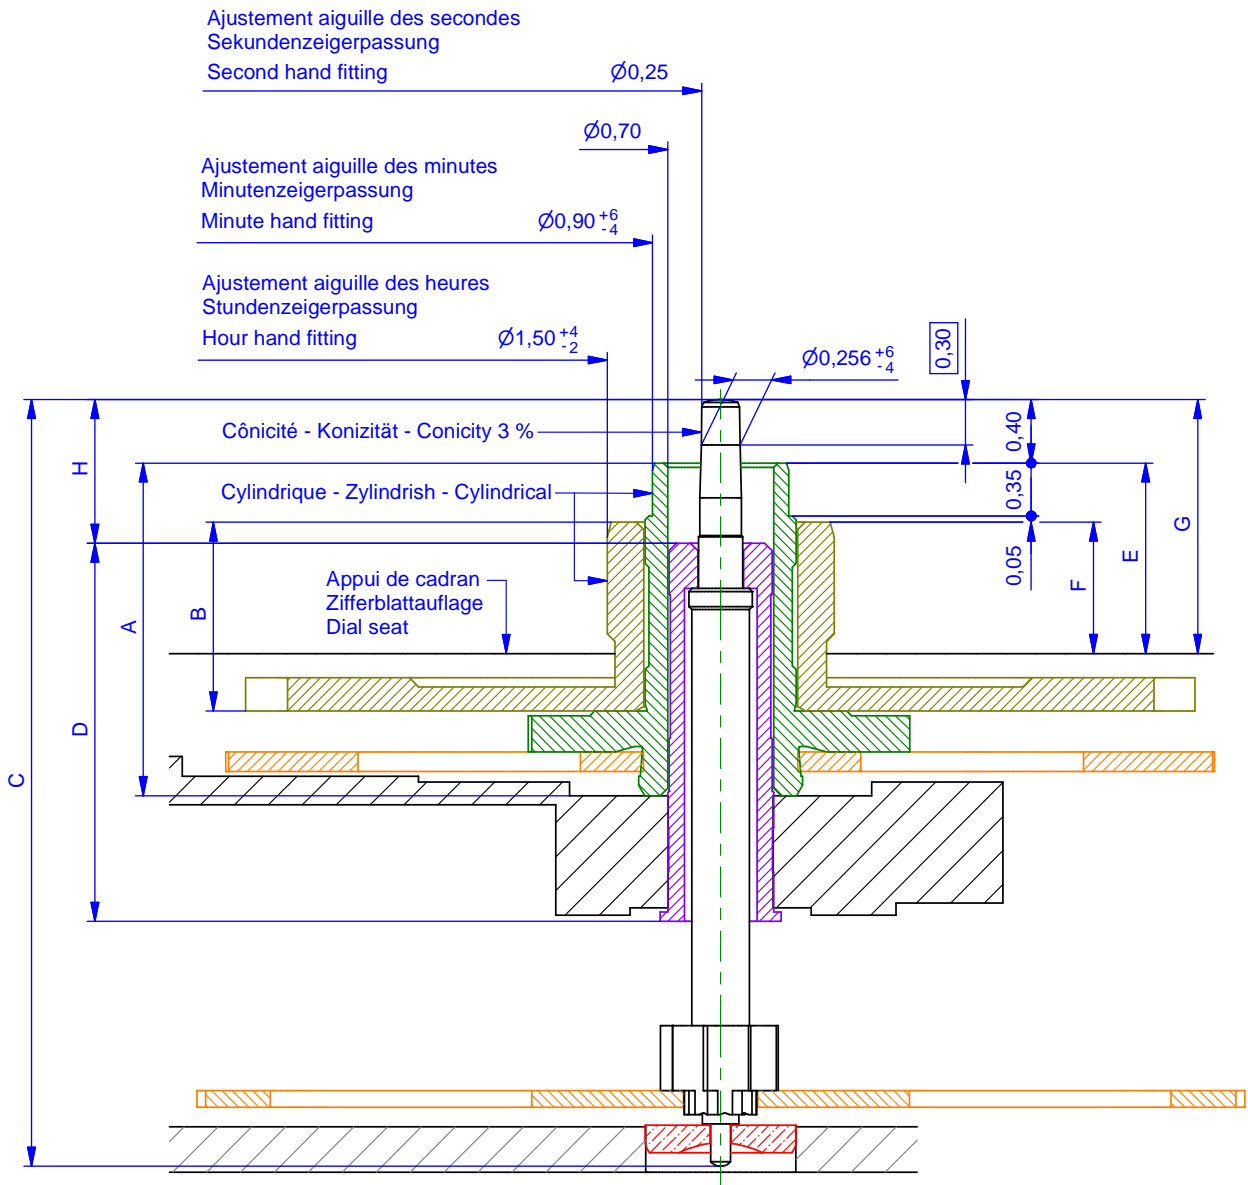 Ajustement aiguille des secondes
Sekundenzeigerpassung
Second hand fitting Ø0,25
Ø0,70
Ajustement aiguille des minutes
Minutenzeigerpassung
Minute hand fitting Ø0,90 +6 -4
Ajustement aiguille des heures
Stundenzeigerpassung
Hour hand fitting Ø1,50 +4 -2
Ø0,256 +6 -4
0,30
Cônicité - Konizität - Conicity 3 %
0,40
H
Cylindrique - Zylindrish - Cylindrical
0,35
G
E
0,05
F
Appui de cadran
Zifferblattauflage
Dial seat
A
B
D
C